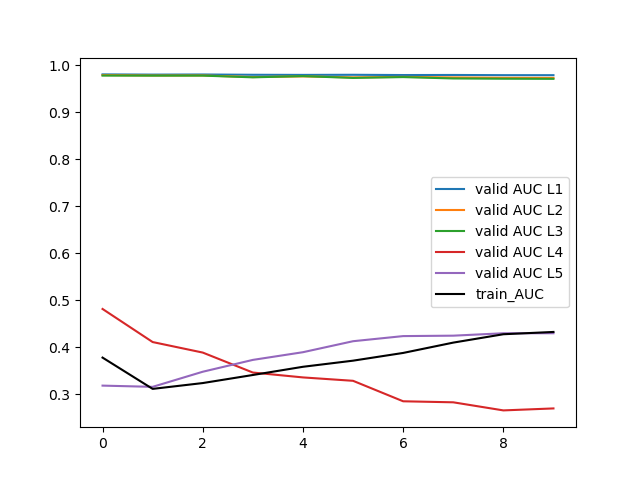 1.0
0.9
0.8
0.7
0.6
0.5
0.4
0.3
0
2
4
6
8
valid AUC L1
valid AUC L2
valid AUC L3
valid AUC L4
valid AUC L5
train_AUC